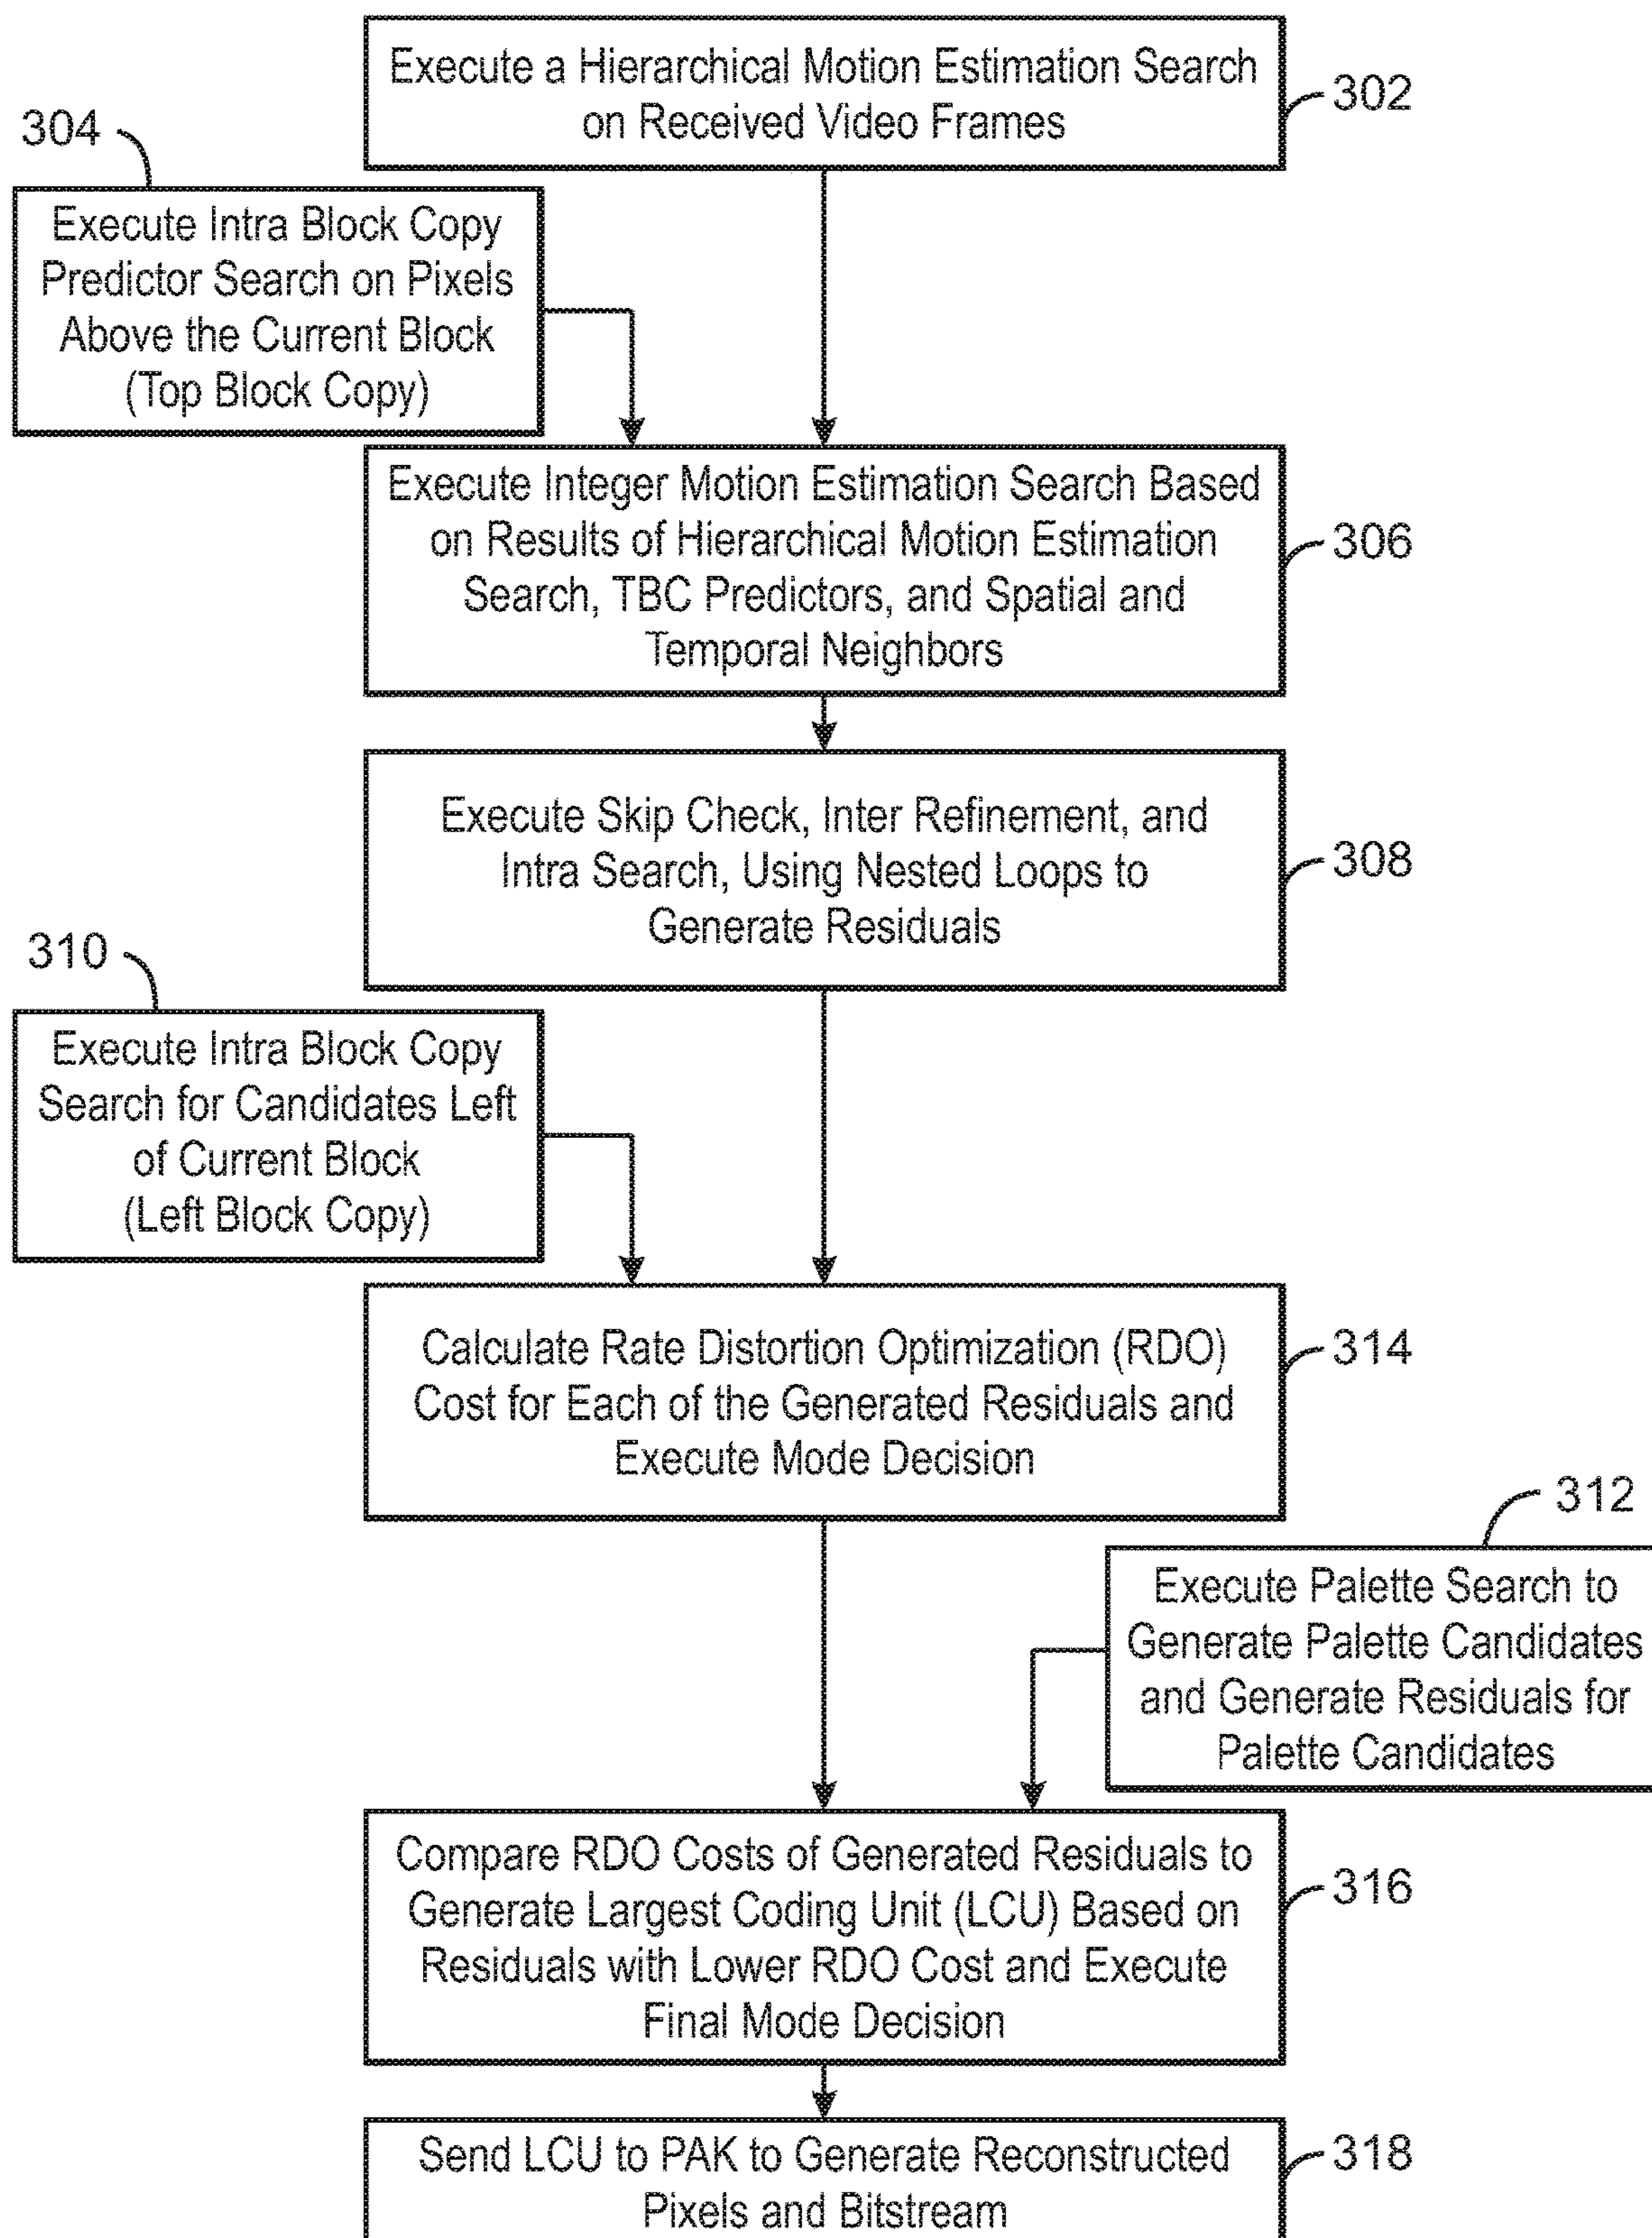 Execute a Hierarchical Motion Estimation Search
on Received Video Frames
302
304
Execute Intra Block Copy
Predictor Search on Pixels
Above the Current Block
(Top Block Copy)
Execute Integer Motion Estimation Search Based
on Results of Hierarchical Motion Estimation
Search, TBC Predictors, and Spatial and
Temporal Neighbors
306
Execute Skip Check, Inter Refinement, and
Intra Search, Using Nested Loops to
Generate Residuals
308
310
Execute Intra Block Copy
Search for Candidates Left
of Current Block
(Left Block Copy)
Calculate Rate Distortion Optimization (RDO)
Cost for Each of the Generated Residuals and
Execute Mode Decision
314
312
Execute Palette Search to
Generate Palette Candidates
and Generate Residuals for
Palette Candidates
Compare RDO Costs of Generated Residuals to
Generate Largest Coding Unit (LCU) Based on
Residuals with Lower RDO Cost and Execute
Final Mode Decision
316
Send LCU to PAK to Generate Reconstructed
Pixels and Bitstream
318